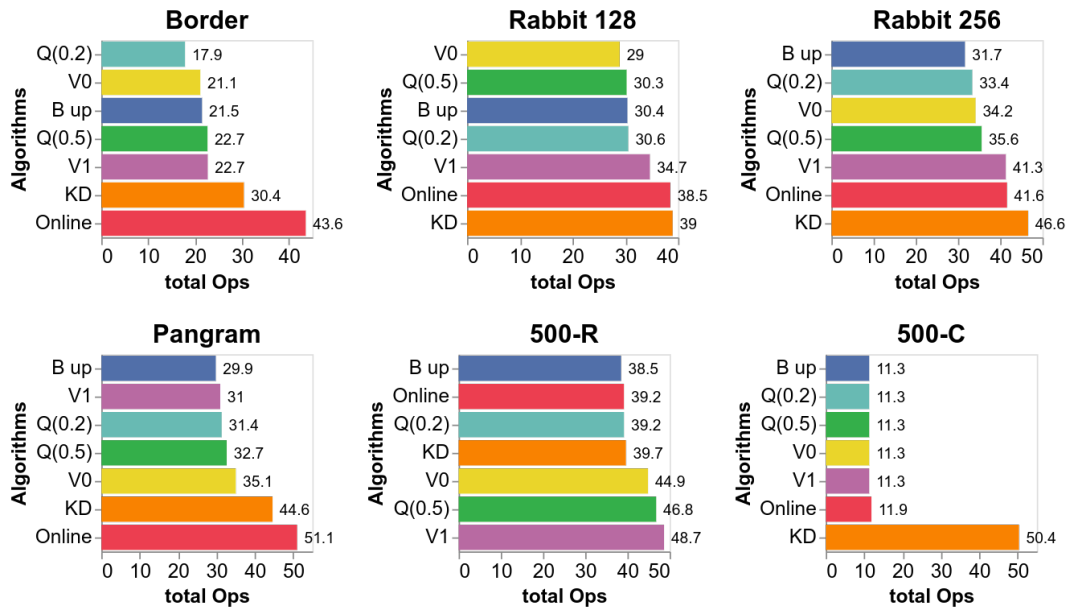 Border
Algorithms
Q(0.2) 17.9
V0 21.1
B up 21.5
Q(0.5) 22.7
V1 22.7
KD 30.4
Online 43.6
0 10 20 30 40
total Ops
Rabbit 128
Algorithms
V0 29
Q(0.5) 30.3
B up 30.4
Q(0.2) 30.6
V1 34.7
Online 38.5
KD 39
0 10 20 30 40
total Ops
Rabbit 256
Algorithms
B up 31.7
Q(0.2) 33.4
V0 34.2
Q(0.5) 35.6
V1 41.3
Online 41.6
KD 46.6
0 10 20 30 40 50
total Ops
Pangram
Algorithms
B up 29.9
V1 31
Q(0.2) 31.4
Q(0.5) 32.7
V0 35.1
KD 44.6
Online 51.1
0 10 20 30 40 50
total Ops
500-R
Algorithms
B up 38.5
Online 39.2
Q(0.2) 39.2
KD 39.7
V0 44.9
Q(0.5) 46.8
V1 48.7
0 10 20 30 40 50
total Ops
500-C
Algorithms
B up 11.3
Q(0.2) 11.3
Q(0.5) 11.3
V0 11.3
V1 11.3
Online 11.9
KD 50.4
0 10 20 30 40 50
total Ops